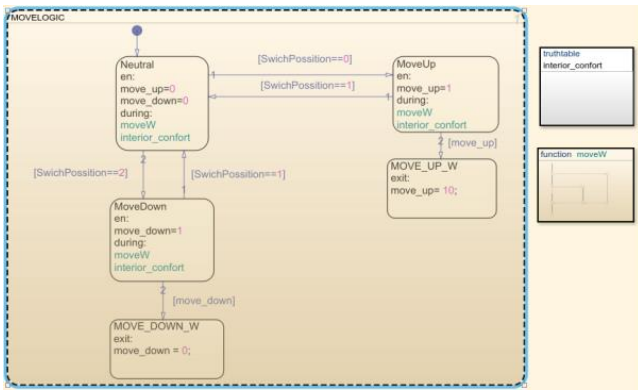 MOVELOGIC
1
Neutral
en:
move_up=0
move_down=0
during:
moveW
interior_confort
[SwichPossition==0]
1
[SwichPossition==1]
1
MoveUp
en:
move_up=1
during:
moveW
interior_confort
2
[move_up]
MOVE_UP_W
exit:
move_up= 10;
2
[SwichPossition==2]
1
[SwichPossition==1]
MoveDown
en:
move_down=1
during:
moveW
interior_confort
2
[move_down]
MOVE_DOWN_W
exit:
move_down = 0;
truthtable
interior_confort
function moveW